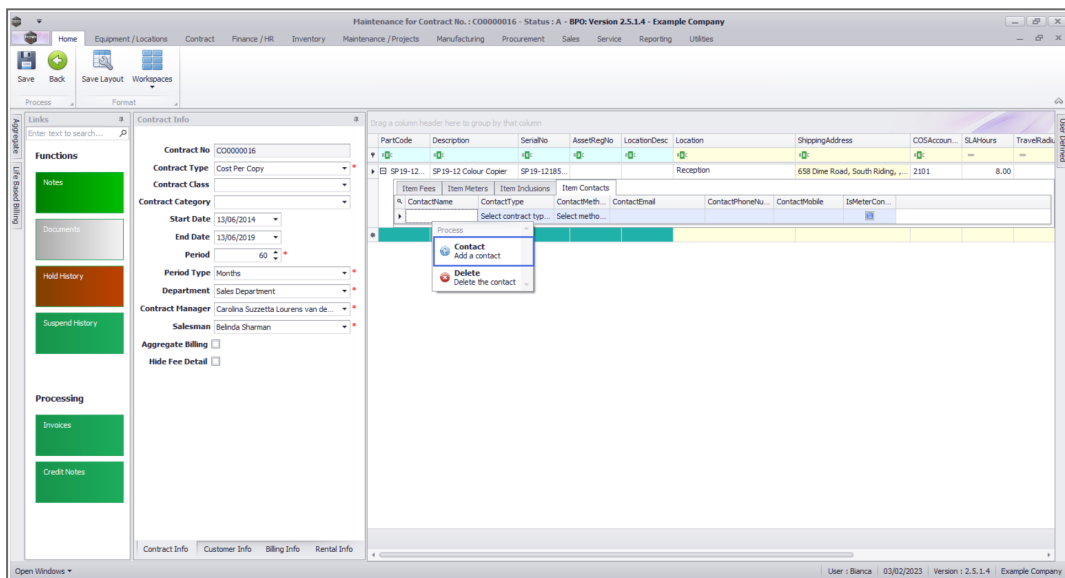 Maintenance for Contract No. : CO0000016 - Status : A - BPO: Version 2.5.1.4 - Example Company
Home Equipment / Locations Contract Finance / HR Inventory Maintenance / Projects Manufacturing Procurement Sales Service Reporting Utilities
Save Back Save Layout Workspaces
Process Format
Aggregate
Life Based Billing
Links
Enter text to search...
Functions
Notes
Documents
Hold History
Suspend History
Processing
Invoices
Credit Notes
Contract Info
Contract No CO0000016
Contract Type Cost Per Copy *
Contract Class
Contract Category
Start Date 13/06/2014
End Date 13/06/2019
Period 60 *
Period Type Months *
Department Sales Department *
Contract Manager Carolina Suzzetta Lourens van de... *
Salesman Belinda Sharman *
Aggregate Billing
Hide Fee Detail
Contract Info Customer Info Billing Info Rental Info
Drag a column header here to group by that column
PartCode Description SerialNo AssetRegNo LocationDesc Location ShippingAddress COSAccoun... SLAHours TravelRadiu
SP19-12... SP19-12 Colour Copier SP19-12185... Reception 658 Dime Road, South Riding, ,... 2101 8.00
Item Fees Item Meters Item Inclusions Item Contacts
ContactName ContactType ContactMeth... ContactEmail ContactPhoneNu... ContactMobile IsMeterCon...
Select contract typ... Select metho...
Process
Contact
Add a contact
Delete
Delete the contact
User Defined
Open Windows
User : Bianca 03/02/2023 Version : 2.5.1.4 Example Company